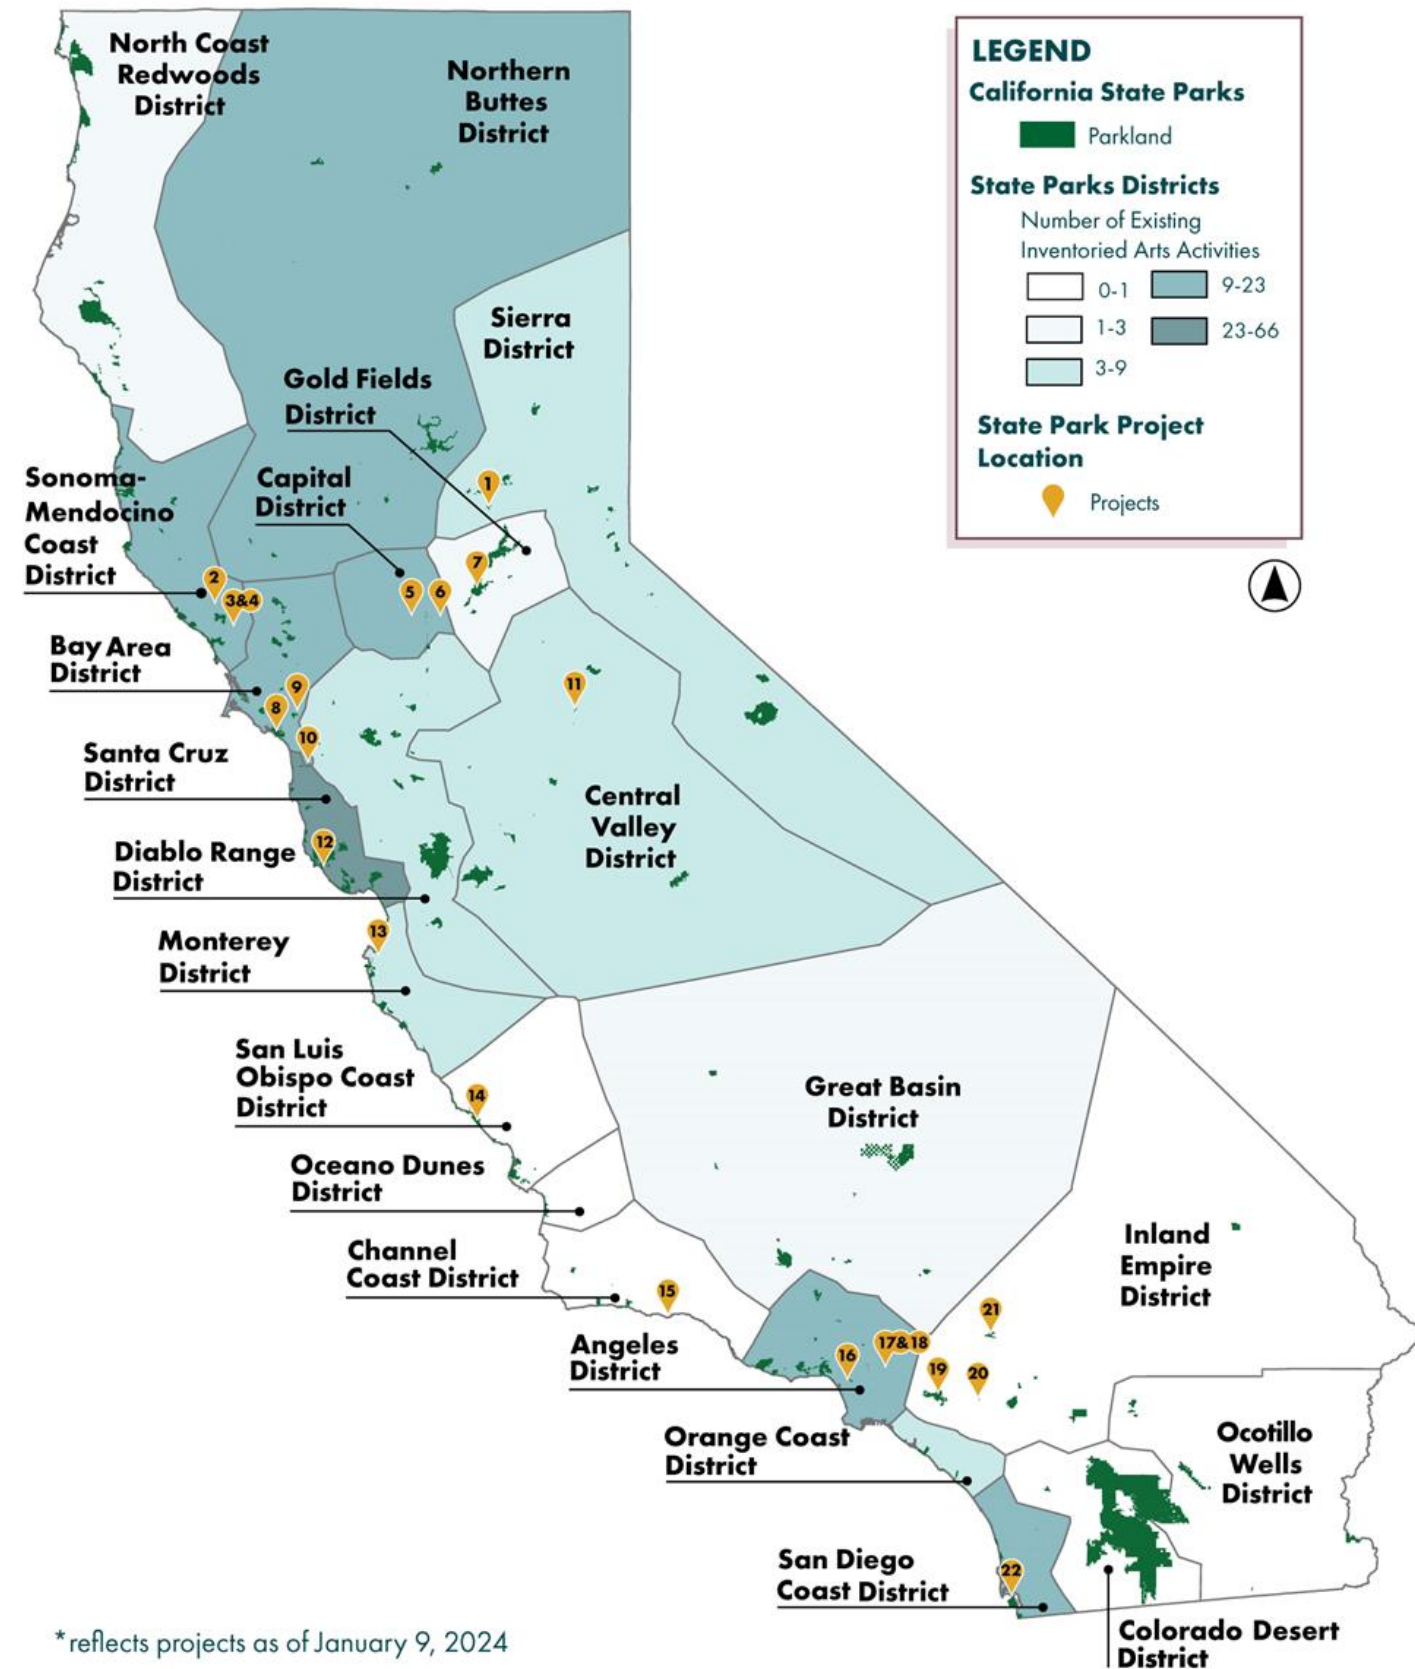 North Coast
Redwoods
District
Northern
Buttes
District
LEGEND
California State Parks
Parkland
State Parks Districts
Number of Existing
Inventoried Arts Activities
0-1
9-23
1-3
23-66
3-9
State Park Project
Location
Projects
Sierra
District
Gold Fields
District
Capital
District
Sonoma-
Mendocino
Coast
District
1
2
3&4
5
6
7
Bay Area
District
8
9
10
11
Santa Cruz
District
Central
Valley
District
Diablo Range
District
12
Monterey
District
13
San Luis
Obispo Coast
District
14
Great Basin
District
Oceano Dunes
District
Channel
Coast District
15
Inland
Empire
District
Angeles
District
16
17&18
19
20
21
Orange Coast
District
Ocotillo
Wells
District
San Diego
Coast District
22
Colorado Desert
District
*reflects projects as of January 9, 2024